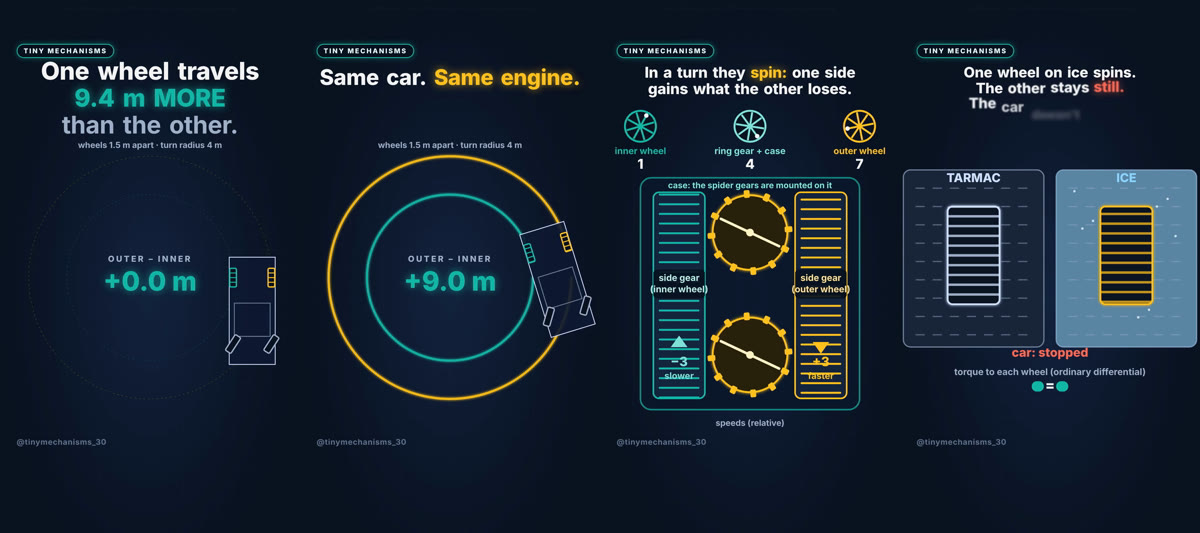 TINY MECHANISMS
One wheel travels
9.4 m MORE
than the other.
wheels 1.5 m apart · turn radius 4 m
OUTER – INNER
+0.0 m
@tinymechanisms_30
TINY MECHANISMS
Same car. Same engine.
wheels 1.5 m apart · turn radius 4 m
OUTER – INNER
+9.0 m
@tinymechanisms_30
TINY MECHANISMS
In a turn they spin: one side
gains what the other loses.
inner wheel
1
ring gear + case
4
outer wheel
7
case: the spider gears are mounted on it
side gear
(inner wheel)
side gear
(outer wheel)
−3
slower
+3
faster
speeds (relative)
@tinymechanisms_30
TINY MECHANISMS
One wheel on ice spins.
The other stays still.
The car doesn't
TARMAC
ICE
car: stopped
torque to each wheel (ordinary differential)
=
@tinymechanisms_30